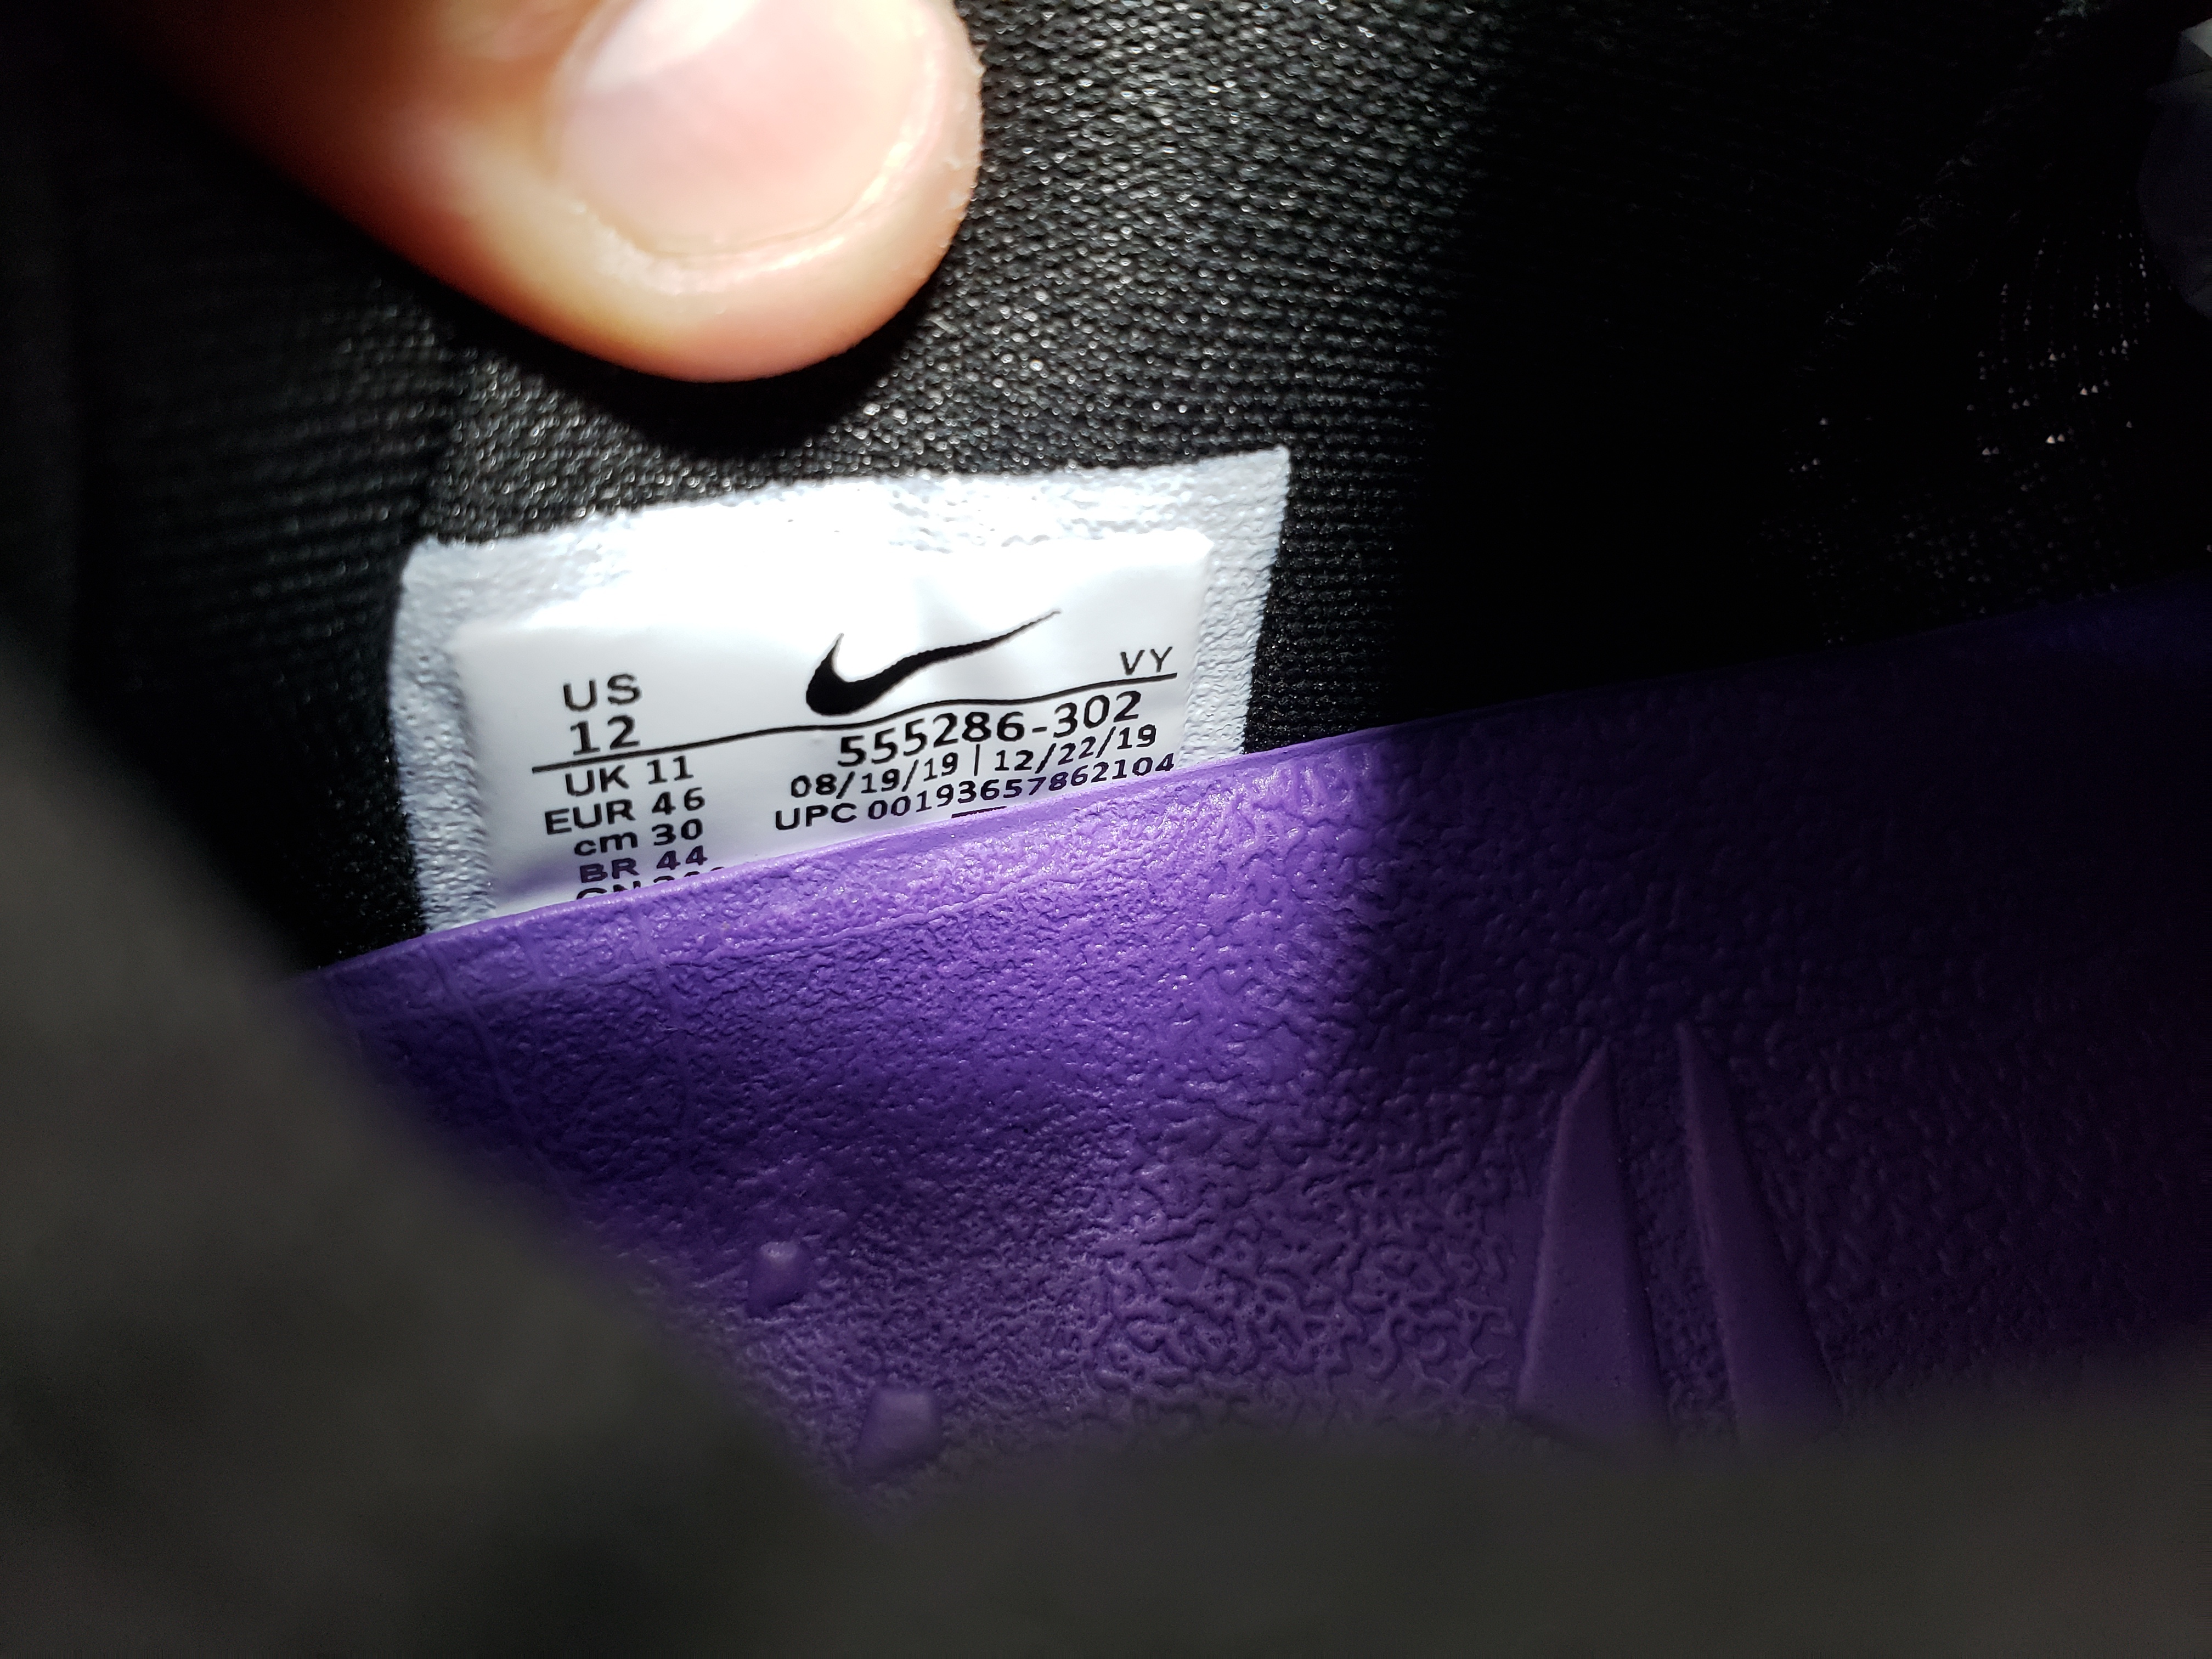 US
12
VY
555286-302
08/19/19 | 12/22/19
UPC 00193657862104
UK 11
EUR 46
cm 30
BR 44